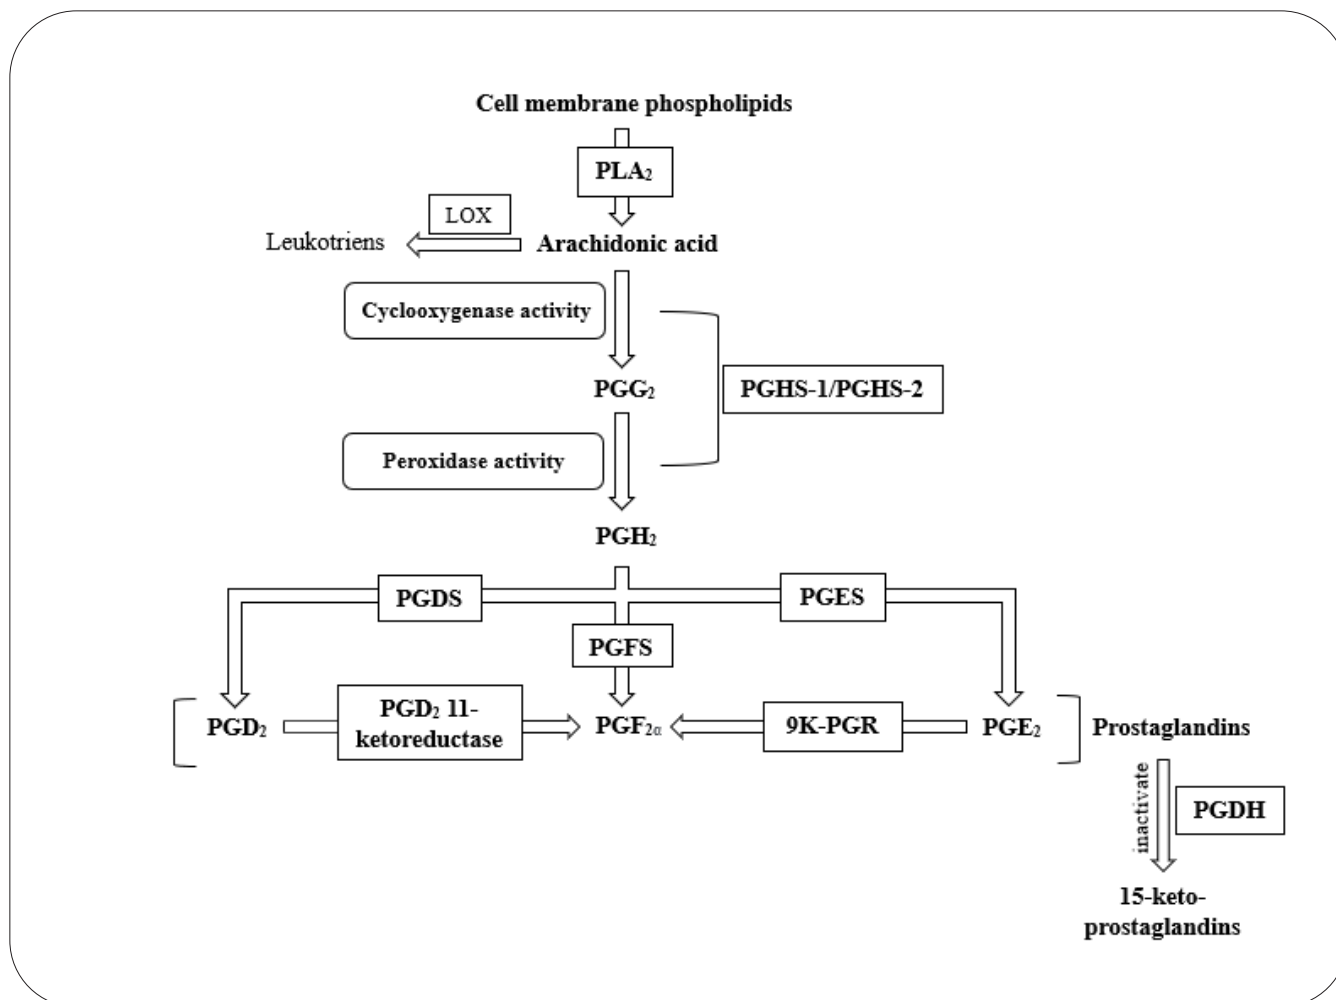 Cell membrane phospholipids
PLA₂
LOX
Leukotriens
Arachidonic acid
Cyclooxygenase activity
PGG₂
PGHS-1/PGHS-2
Peroxidase activity
PGH₂
PGDS
PGES
PGFS
PGD₂
PGD₂ 11-
ketoreductase
PGF₂α
9K-PGR
PGE₂
Prostaglandins
inactivate
PGDH
15-keto-
prostaglandins